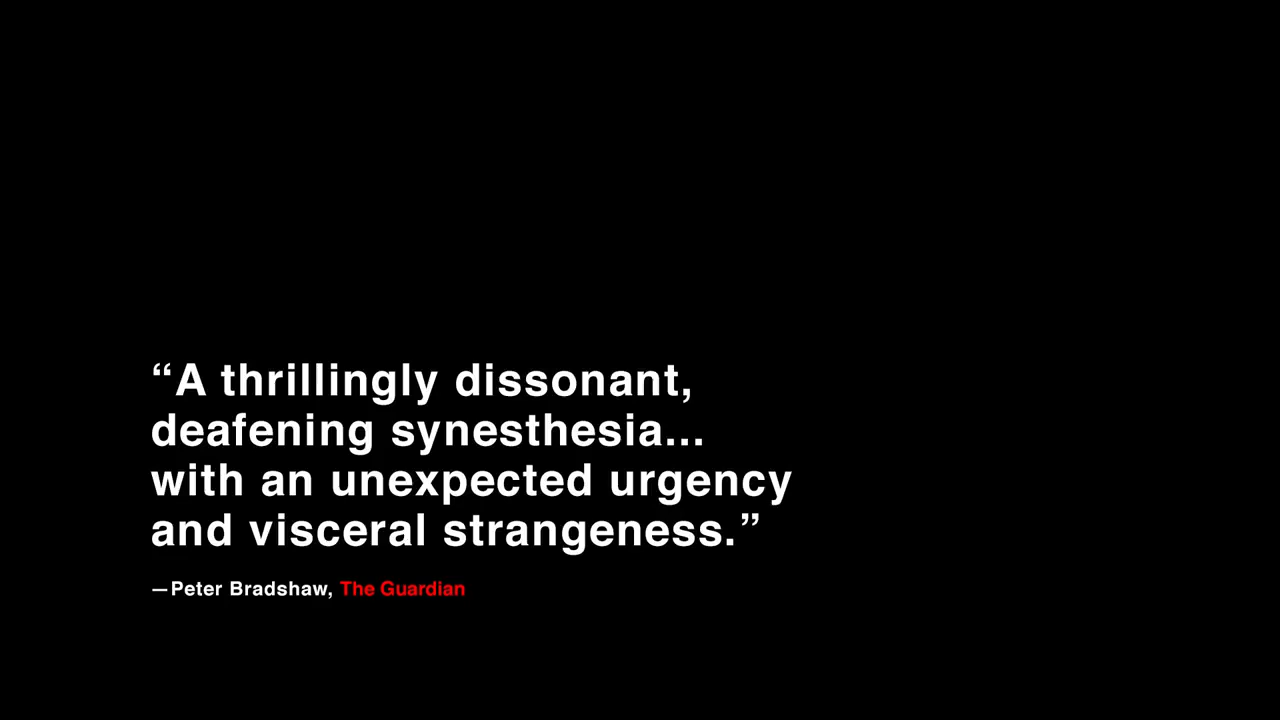 “A thrillingly dissonant,
deafening synesthesia...
with an unexpected urgency
and visceral strangeness.”
—Peter Bradshaw, The Guardian